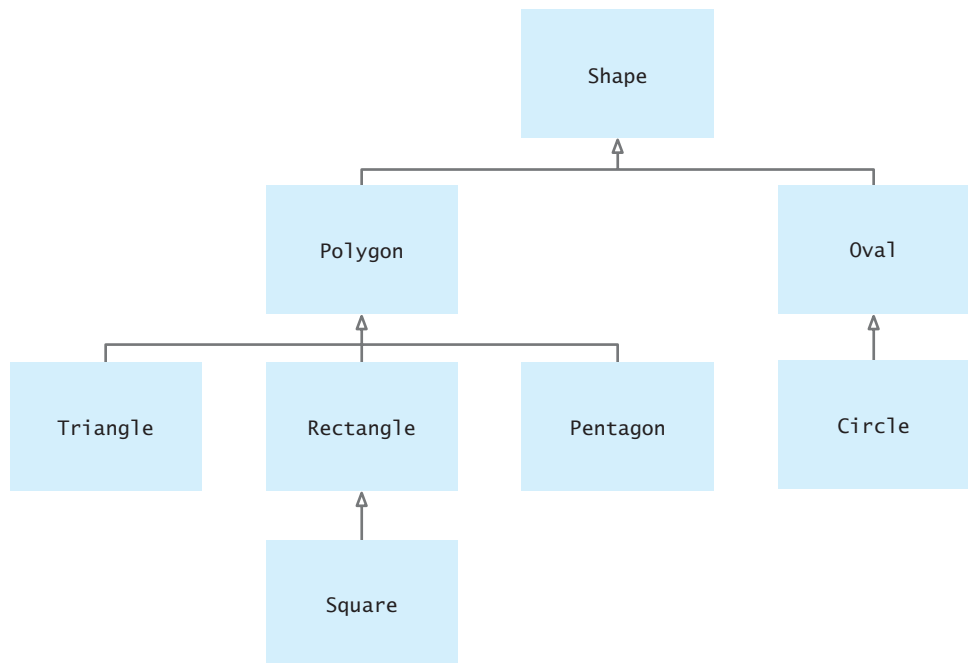 Shape
Polygon
Oval
Triangle
Rectangle
Pentagon
Circle
Square